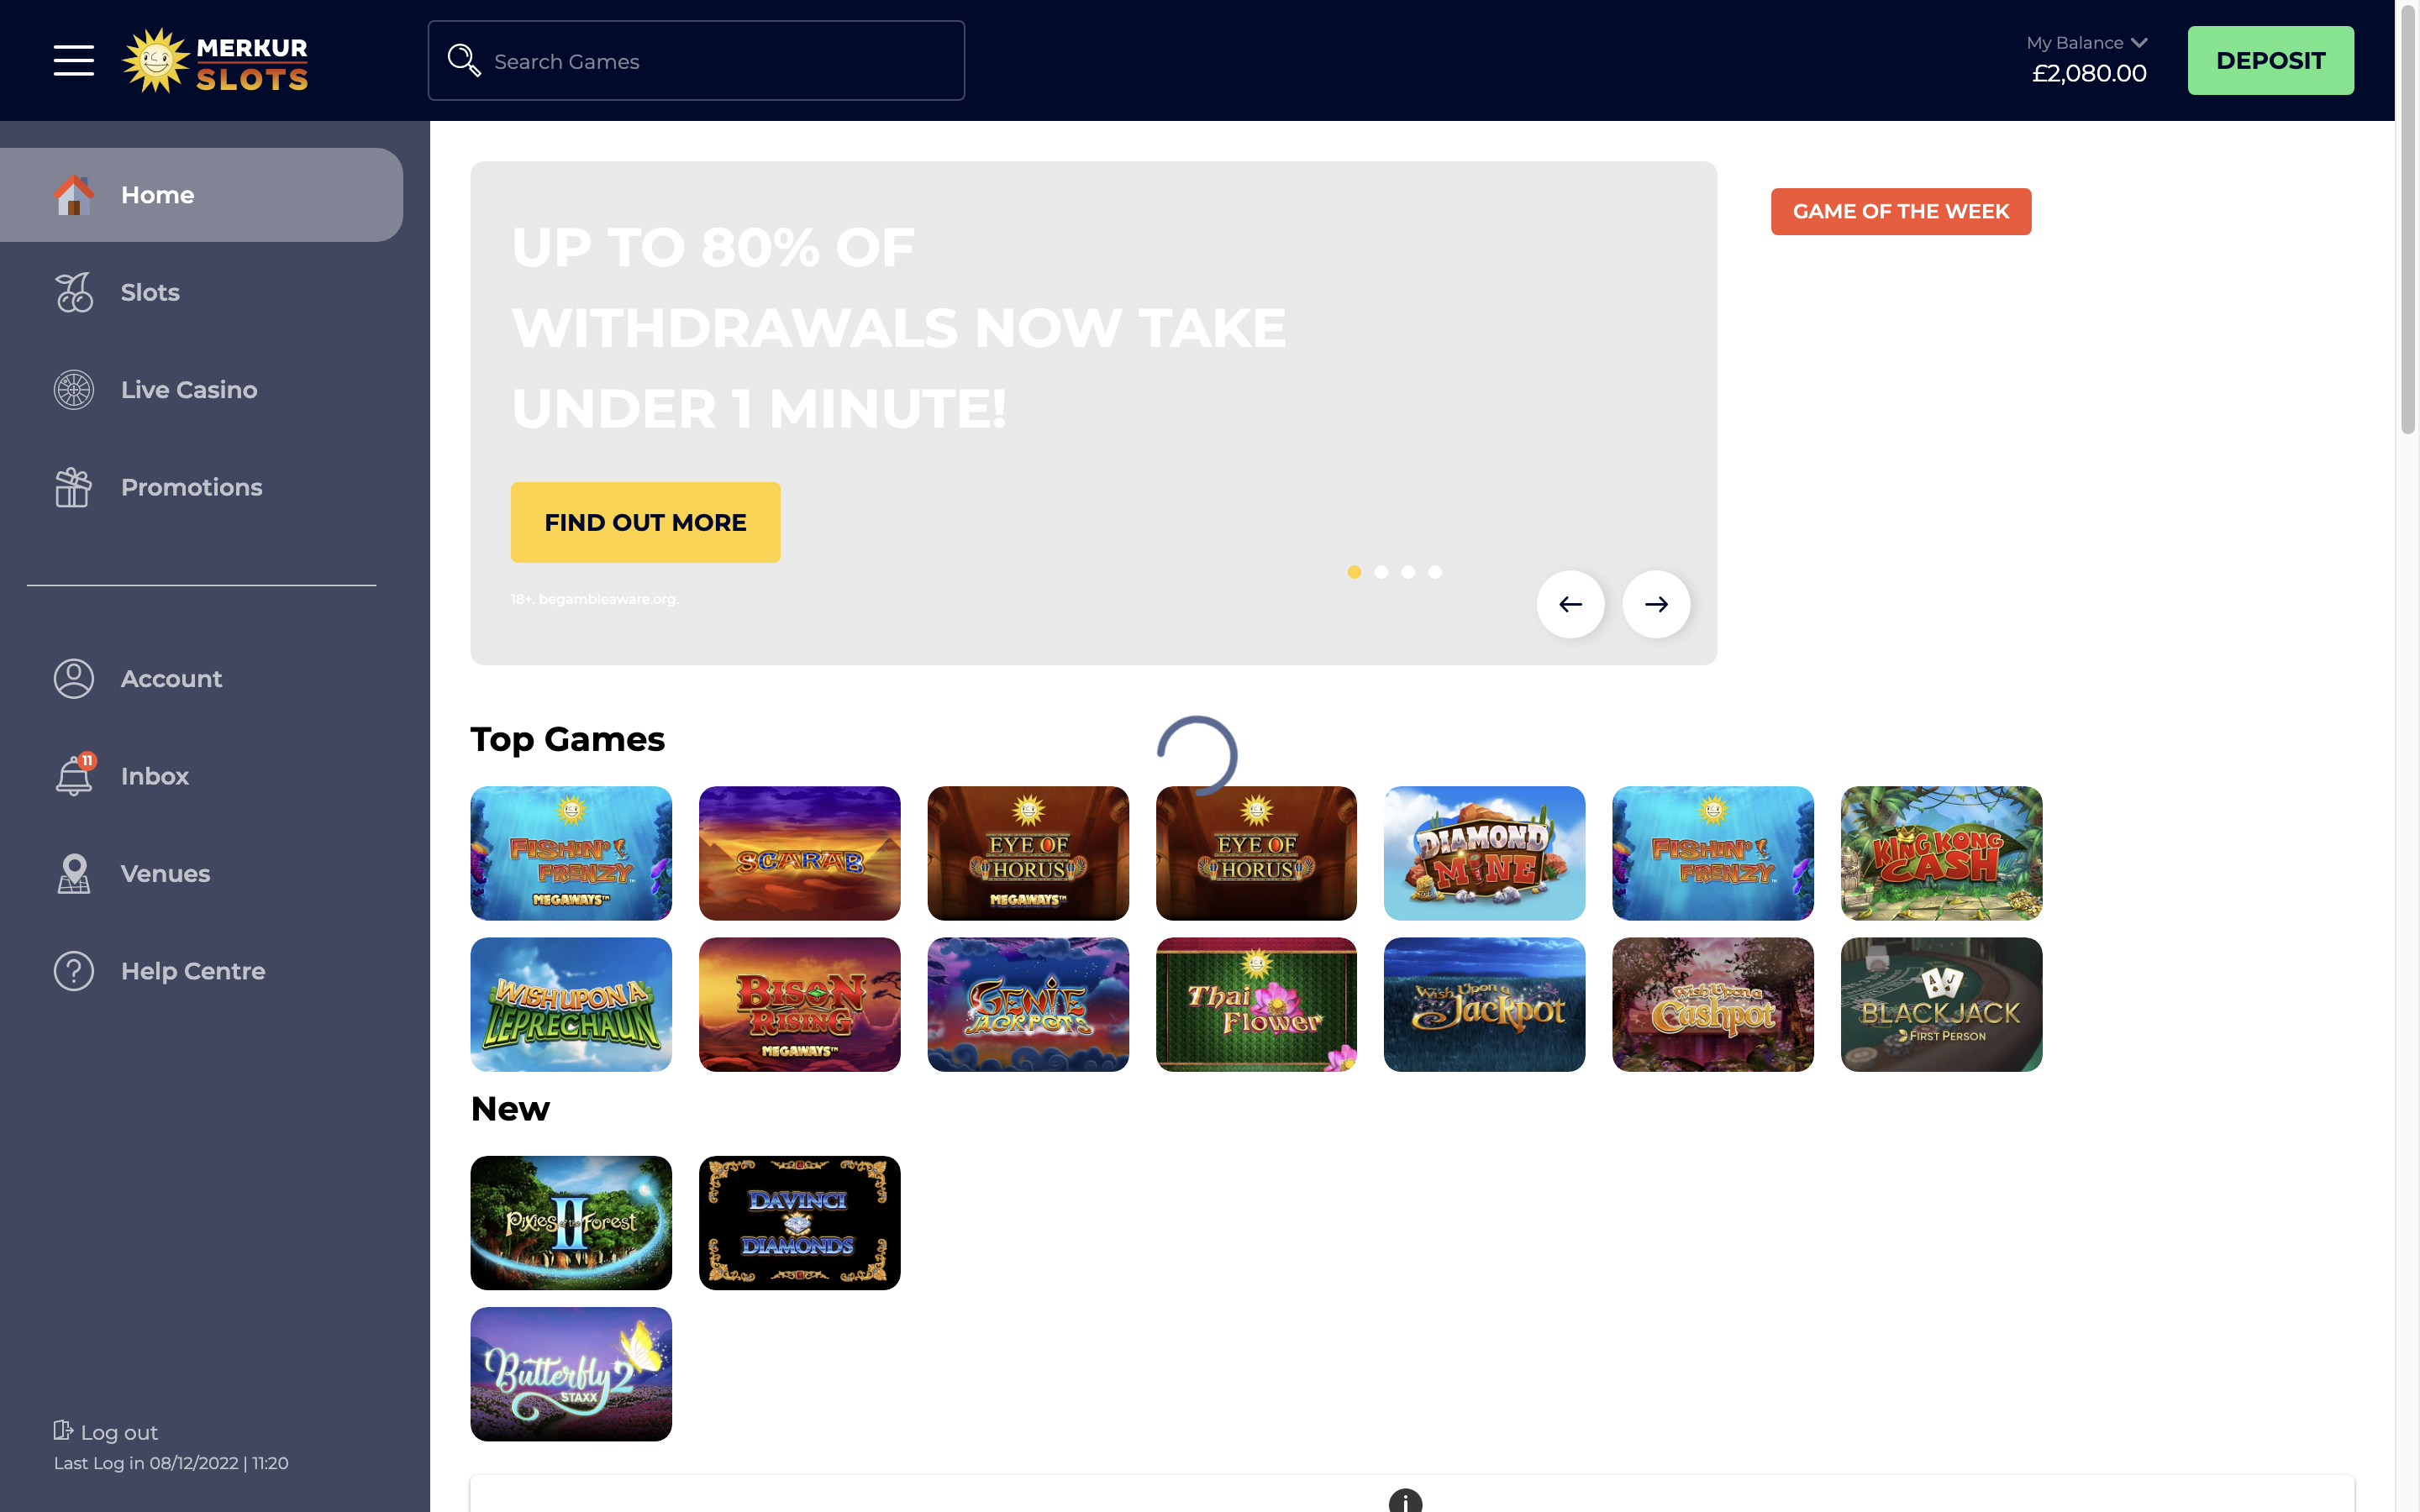 MERKUR
SLOTS
Search Games
My Balance
£2,080.00
DEPOSIT
Home
Slots
Live Casino
Promotions
Account
11
Inbox
Venues
Help Centre
Log out
Last Log in 08/12/2022 | 11:20
UP TO 80% OF
WITHDRAWALS NOW TAKE
UNDER 1 MINUTE!
FIND OUT MORE
18+. begambleaware.org.
GAME OF THE WEEK
Top Games
FISHIN'
FRENZY™
MEGAWAYS™
SCARAB
EYE OF
HORUS
MEGAWAYS™
EYE OF
HORUS
DIAMOND
MINE
FISHIN'
FRENZY™
KING KONG
CASH
WISH UPON A
LEPRECHAUN
BISON
RISING
MEGAWAYS™
GENIE
JACKPOTS
Thai
Flower
Wish Upon a
Jackpot
Wish Upon a
Cashpot
A J
BLACKJACK
FIRST PERSON
New
II
Pixies of the Forest
DAVINCI
DIAMONDS
Butterfly 2
STAXX
i